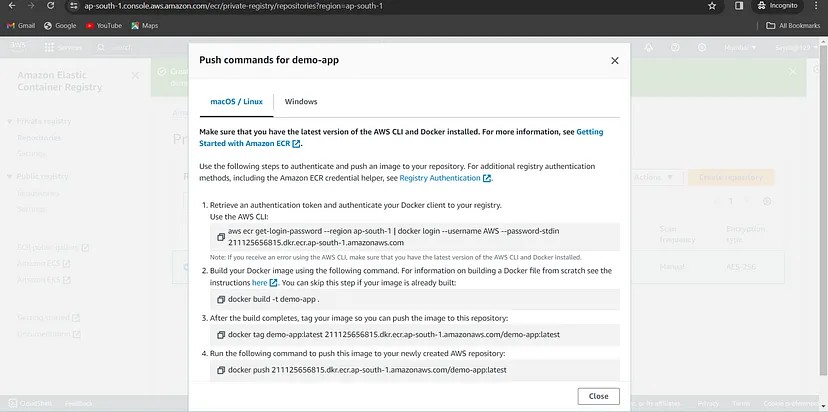 ap-south-1.console.aws.amazon.com/ecr/private-registry/repositories?region=ap-south-1
Incognito
Gmail
Google
YouTube
Maps
All Bookmarks
aws
Services
Amazon Elastic
Container Registry
Private registry
Repositories
Settings
Public registry
Repositories
Settings
Push commands for demo-app
macOS / Linux
Windows
Make sure that you have the latest version of the AWS CLI and Docker installed. For more information, see Getting
Started with Amazon ECR.
Use the following steps to authenticate and push an image to your repository. For additional registry authentication
methods, including the Amazon ECR credential helper, see Registry Authentication.
1. Retrieve an authentication token and authenticate your Docker client to your registry.
Use the AWS CLI:
aws ecr get-login-password --region ap-south-1 | docker login --username AWS --password-stdin
211125656815.dkr.ecr.ap-south-1.amazonaws.com
Note: If you receive an error using the AWS CLI, make sure that you have the latest version of the AWS CLI and Docker installed.
2. Build your Docker image using the following command. For information on building a Docker file from scratch see the
instructions here. You can skip this step if your image is already built:
docker build -t demo-app .
3. After the build completes, tag your image so you can push the image to this repository:
docker tag demo-app:latest 211125656815.dkr.ecr.ap-south-1.amazonaws.com/demo-app:latest
4. Run the following command to push this image to your newly created AWS repository:
docker push 211125656815.dkr.ecr.ap-south-1.amazonaws.com/demo-app:latest
Close
Actions
Create repository
1
Scan
frequency
Encryption
type
Manual
AES-256
CloudShell
Feedback
Privacy
Terms
Cookie preferences